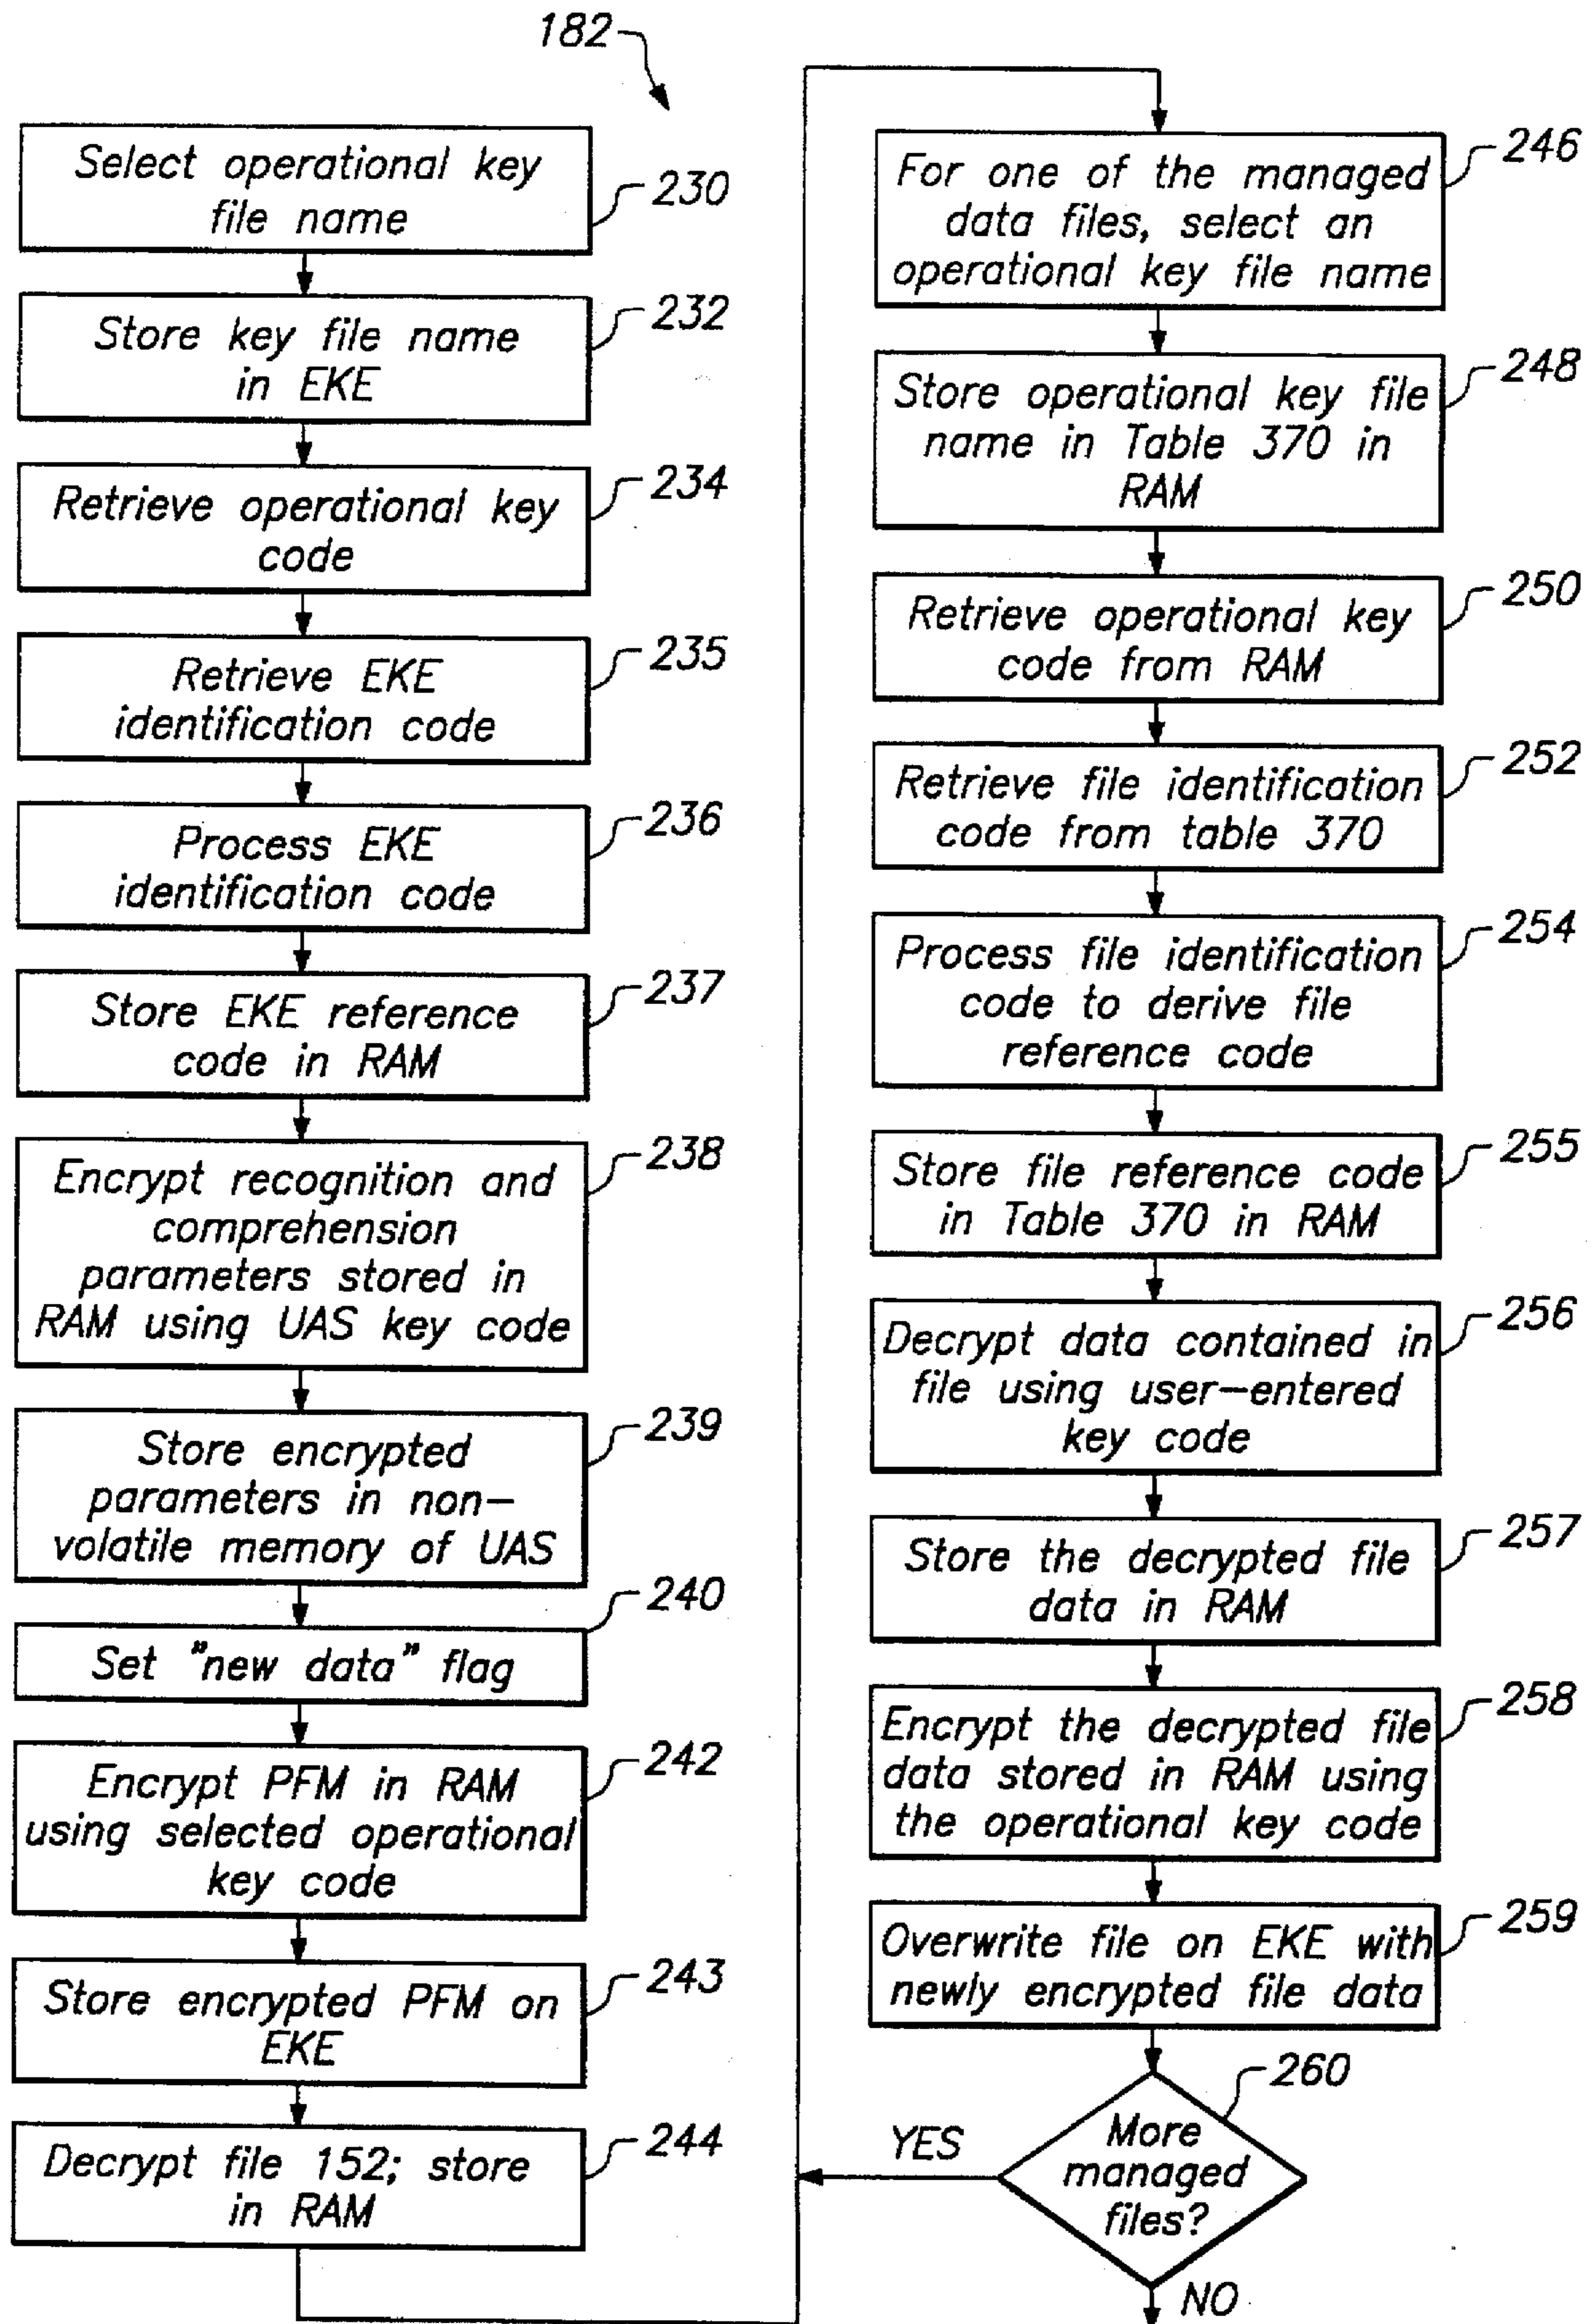 182
Select operational key
file name
230
Store key file name
in EKE
232
Retrieve operational key
code
234
Retrieve EKE
identification code
235
Process EKE
identification code
236
Store EKE reference
code in RAM
237
Encrypt recognition and
comprehension
parameters stored in
RAM using UAS key code
238
Store encrypted
parameters in non-
volatile memory of UAS
239
Set "new data" flag
240
Encrypt PFM in RAM
using selected operational
key code
242
Store encrypted PFM on
EKE
243
Decrypt file 152; store
in RAM
244
For one of the managed
data files, select an
operational key file name
246
Store operational key file
name in Table 370 in
RAM
248
Retrieve operational key
code from RAM
250
Retrieve file identification
code from table 370
252
Process file identification
code to derive file
reference code
254
Store file reference code
in Table 370 in RAM
255
Decrypt data contained in
file using user-entered
key code
256
Store the decrypted file
data in RAM
257
Encrypt the decrypted file
data stored in RAM using
the operational key code
258
Overwrite file on EKE with
newly encrypted file data
259
More
managed
files?
260
YES
NO